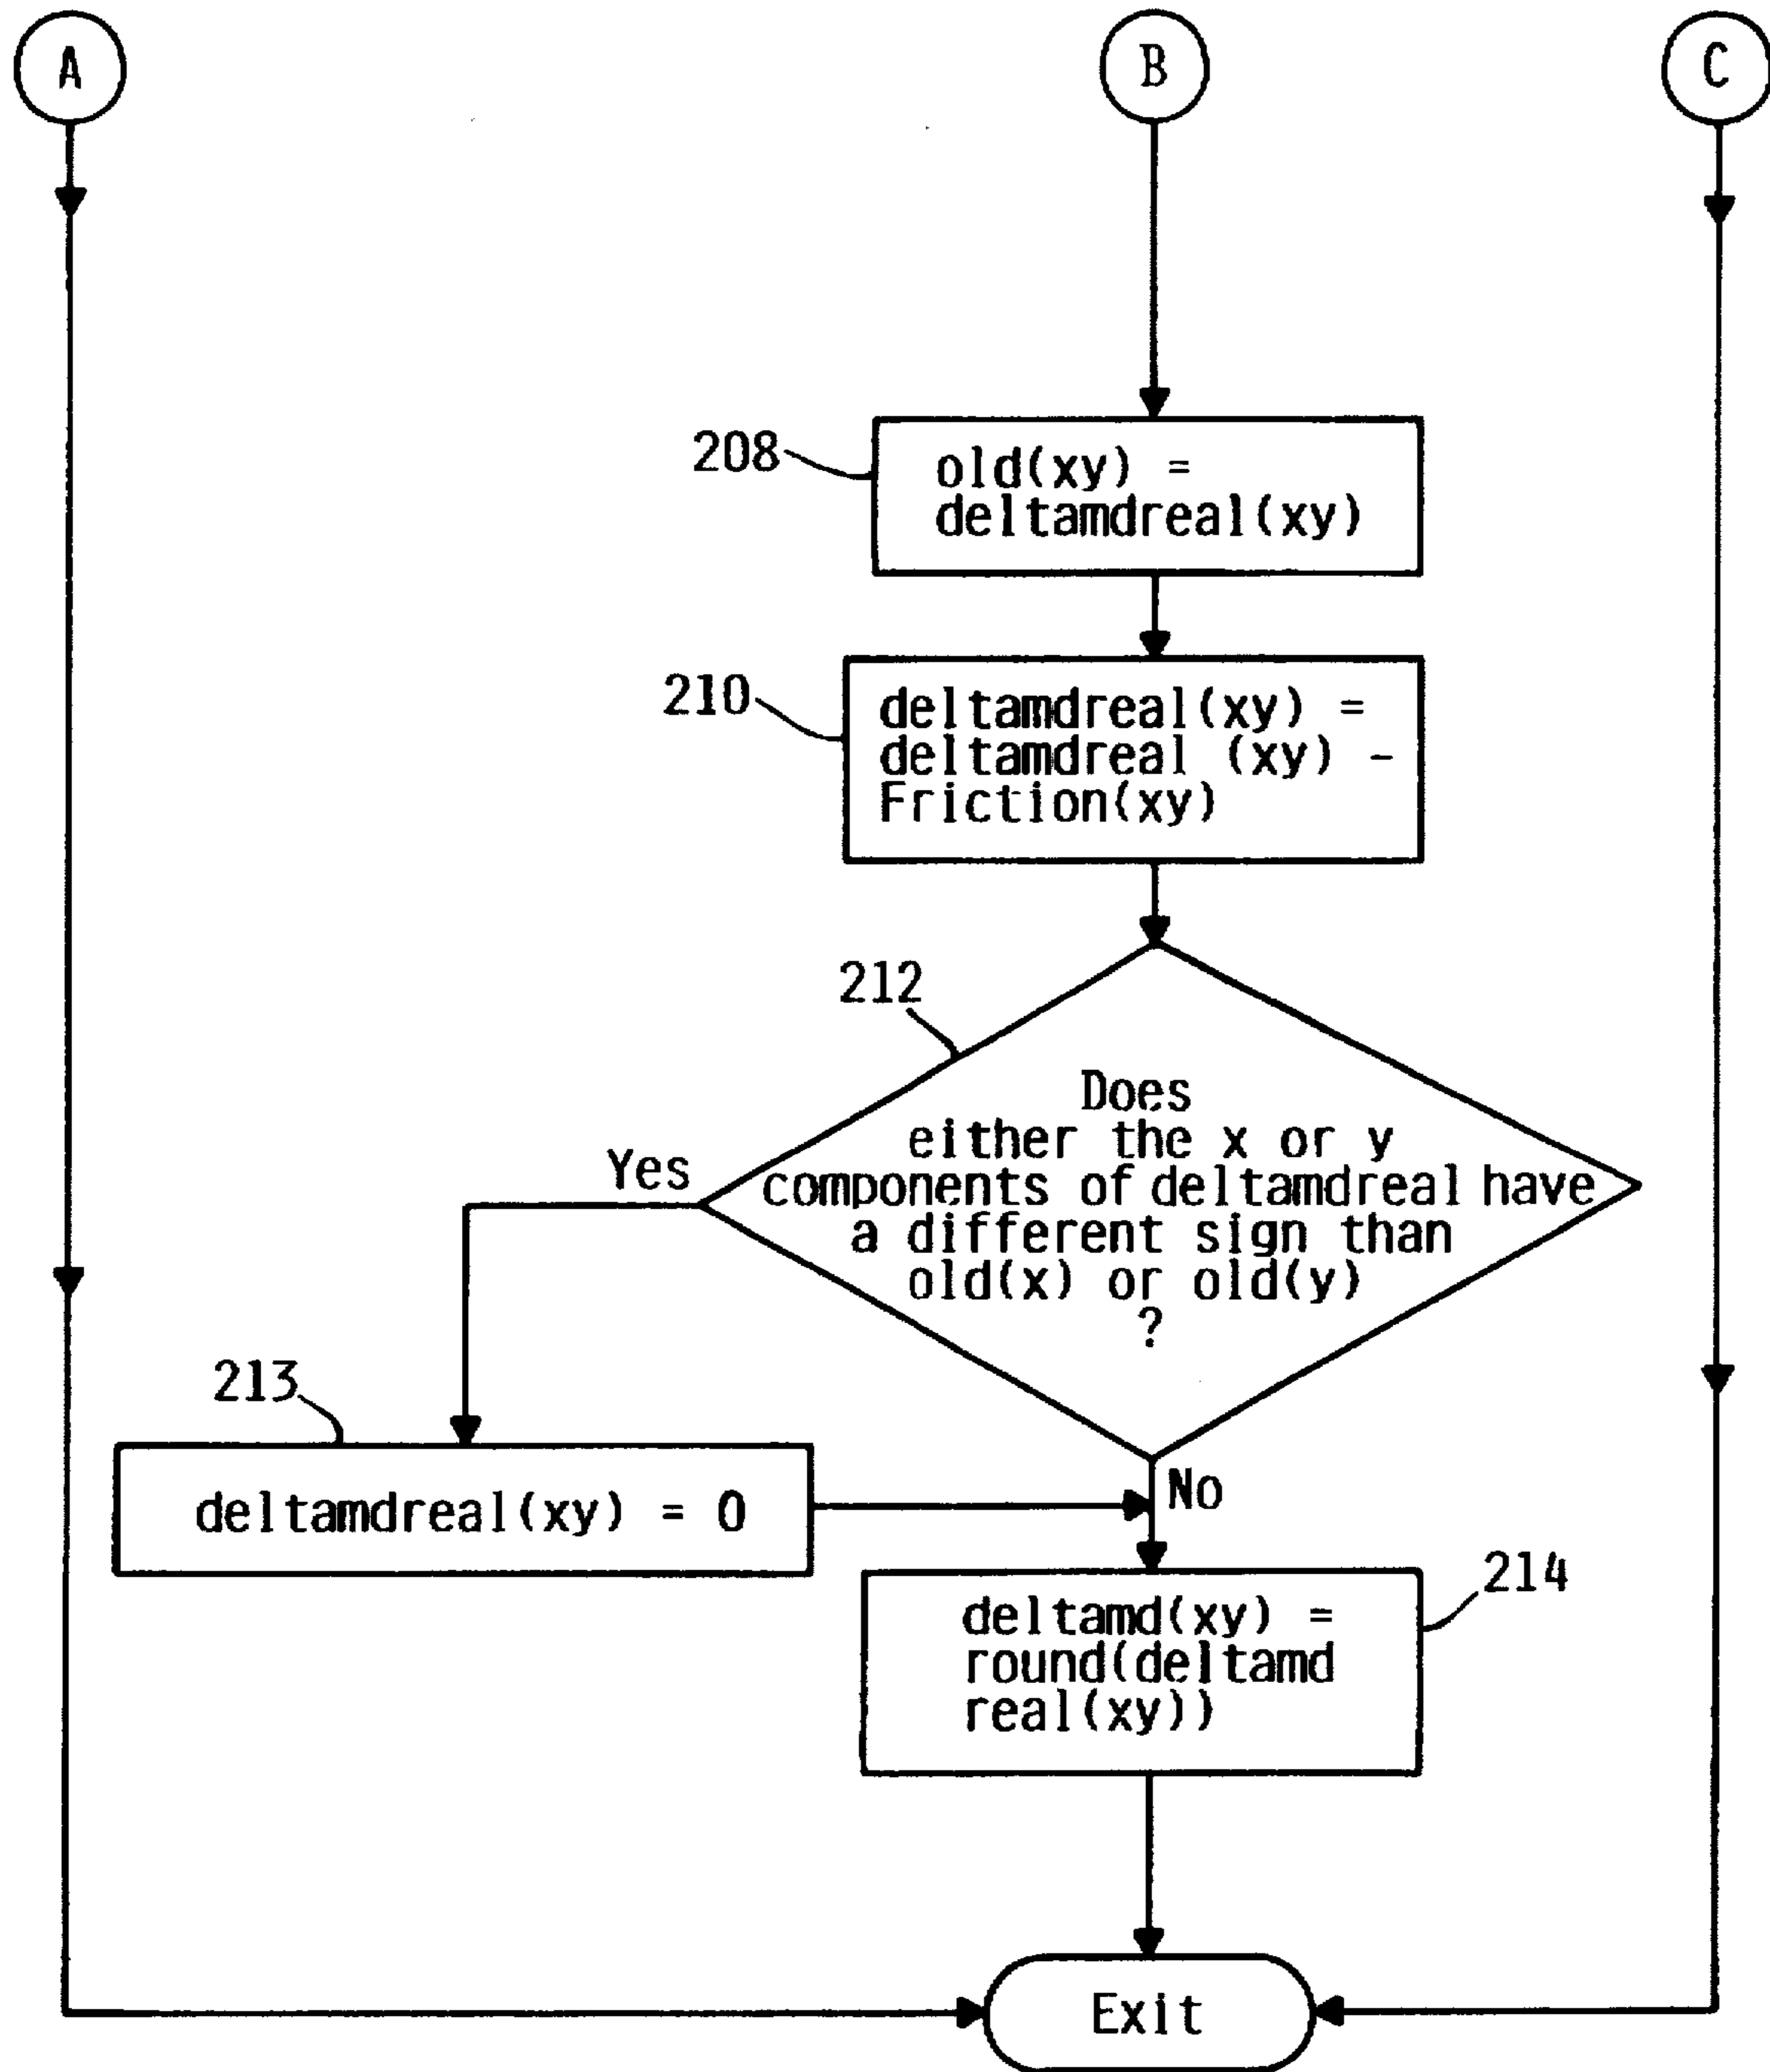 A
B
C
208
old(xy) =
deltamdreal(xy)
210
deltamdreal(xy) =
deltamdreal (xy) -
Friction(xy)
212
Does
either the x or y
components of deltamdreal have
a different sign than
old(x) or old(y)
?
Yes
No
213
deltamdreal(xy) = 0
214
deltamd(xy) =
round(deltamd
real(xy))
Exit